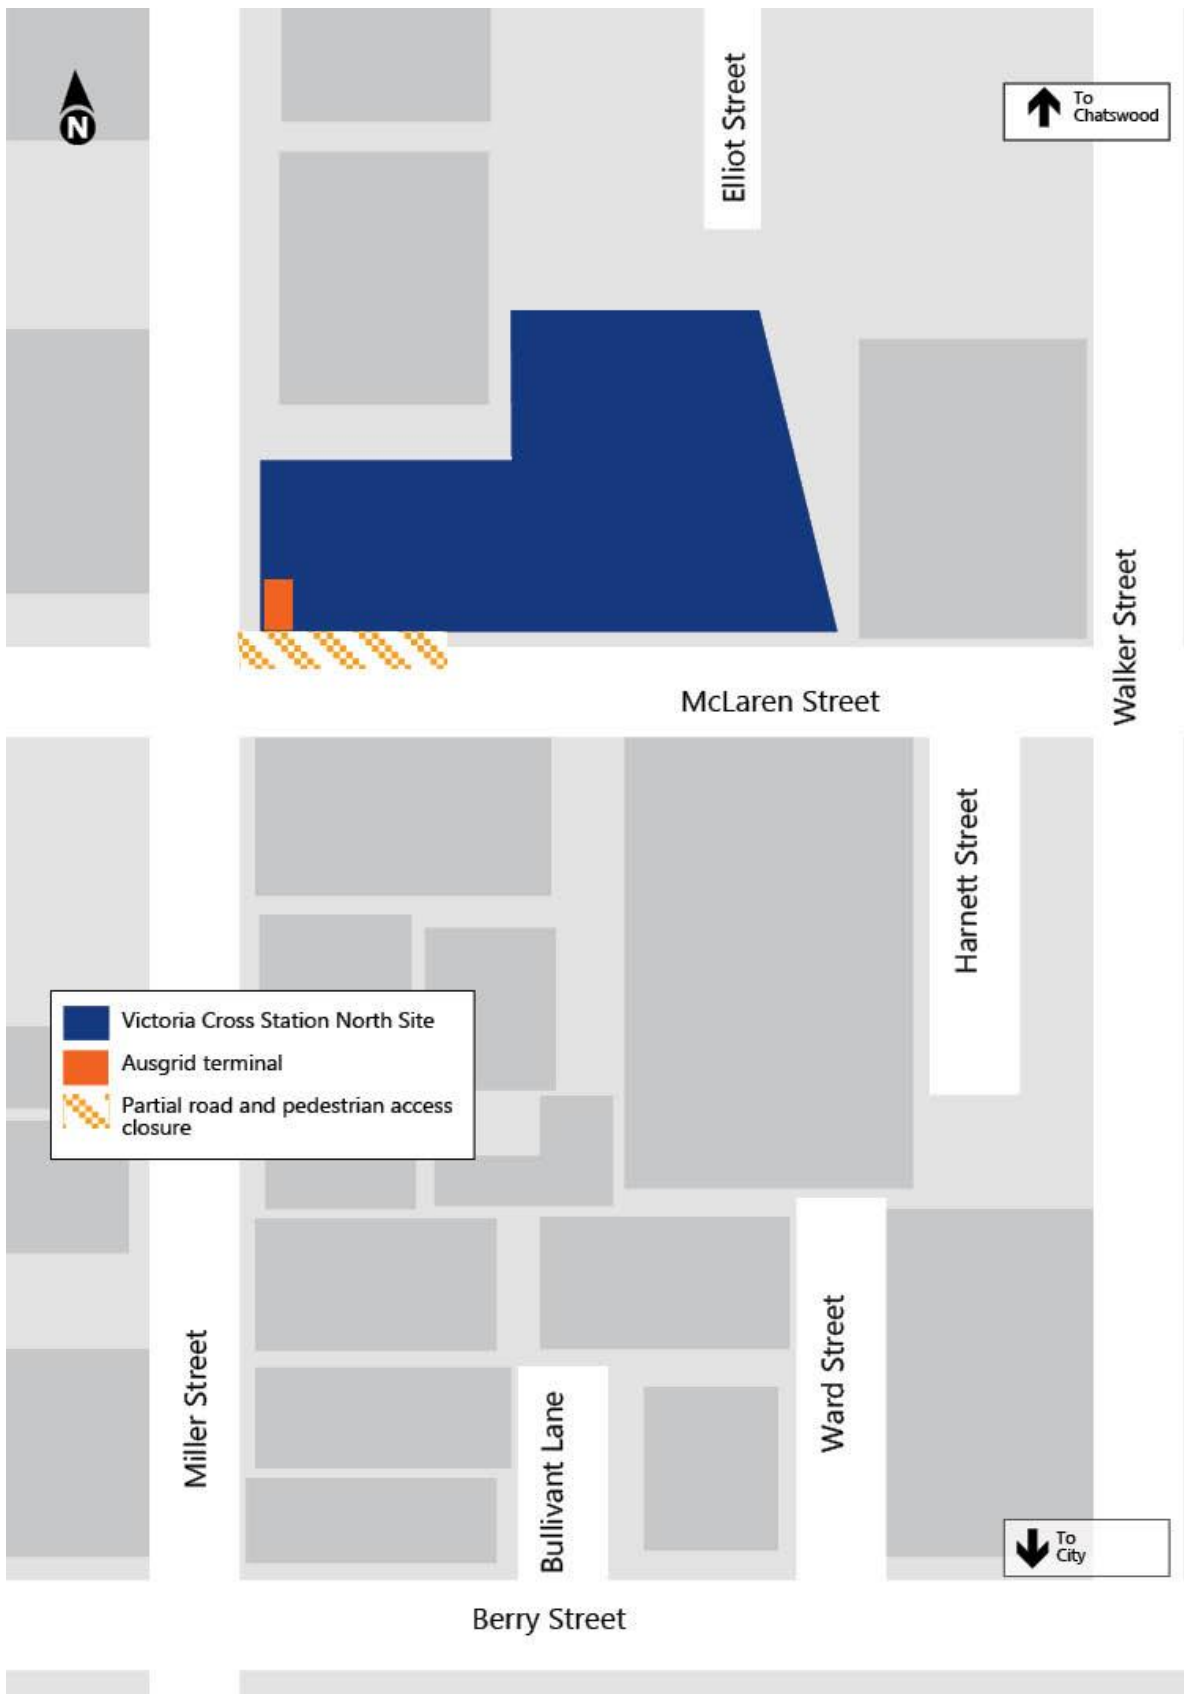 N
Elliot Street
To
Chatswood
Walker Street
McLaren Street
Harnett Street
Victoria Cross Station North Site
Ausgrid terminal
Partial road and pedestrian access
closure
Miller Street
Bullivant Lane
Ward Street
To
City
Berry Street